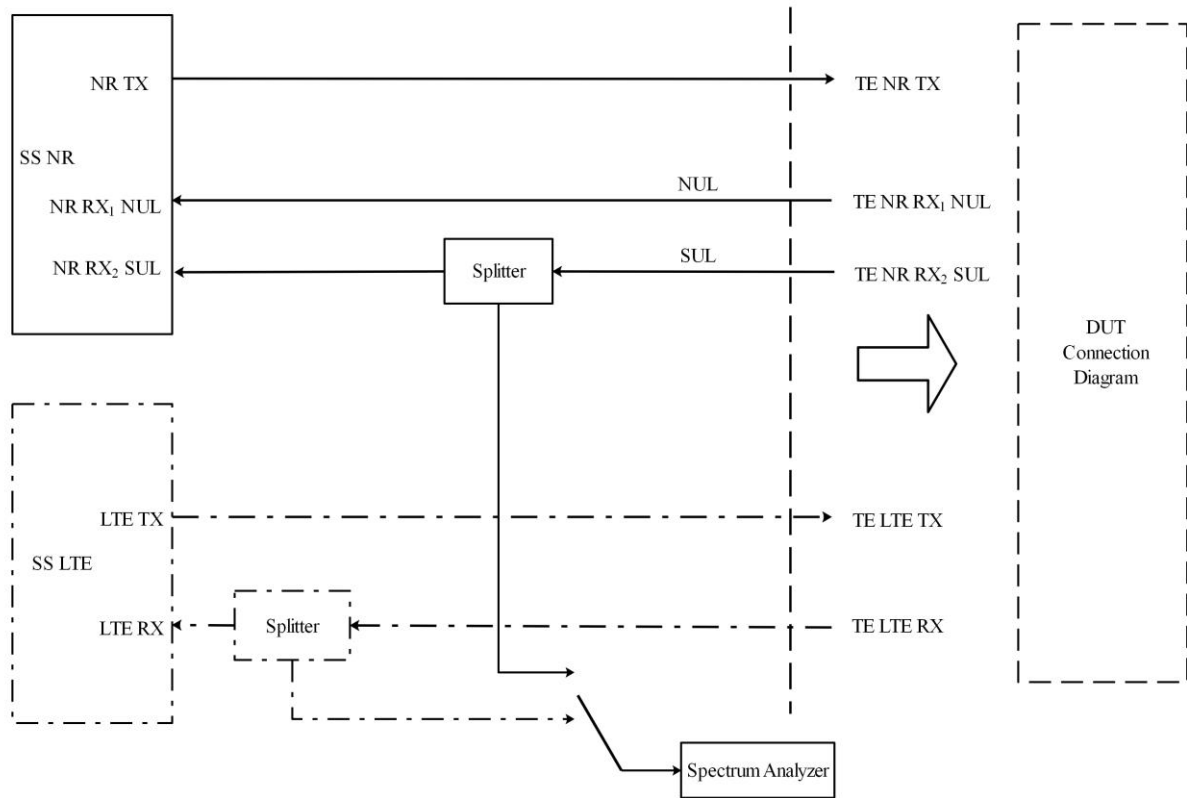 NR TX
TE NR TX
SS NR
NUL
NR RX₁ NUL
TE NR RX₁ NUL
SUL
NR RX₂ SUL
Splitter
TE NR RX₂ SUL
DUT
Connection
Diagram
LTE TX
TE LTE TX
SS LTE
LTE RX
Splitter
TE LTE RX
Spectrum Analyzer